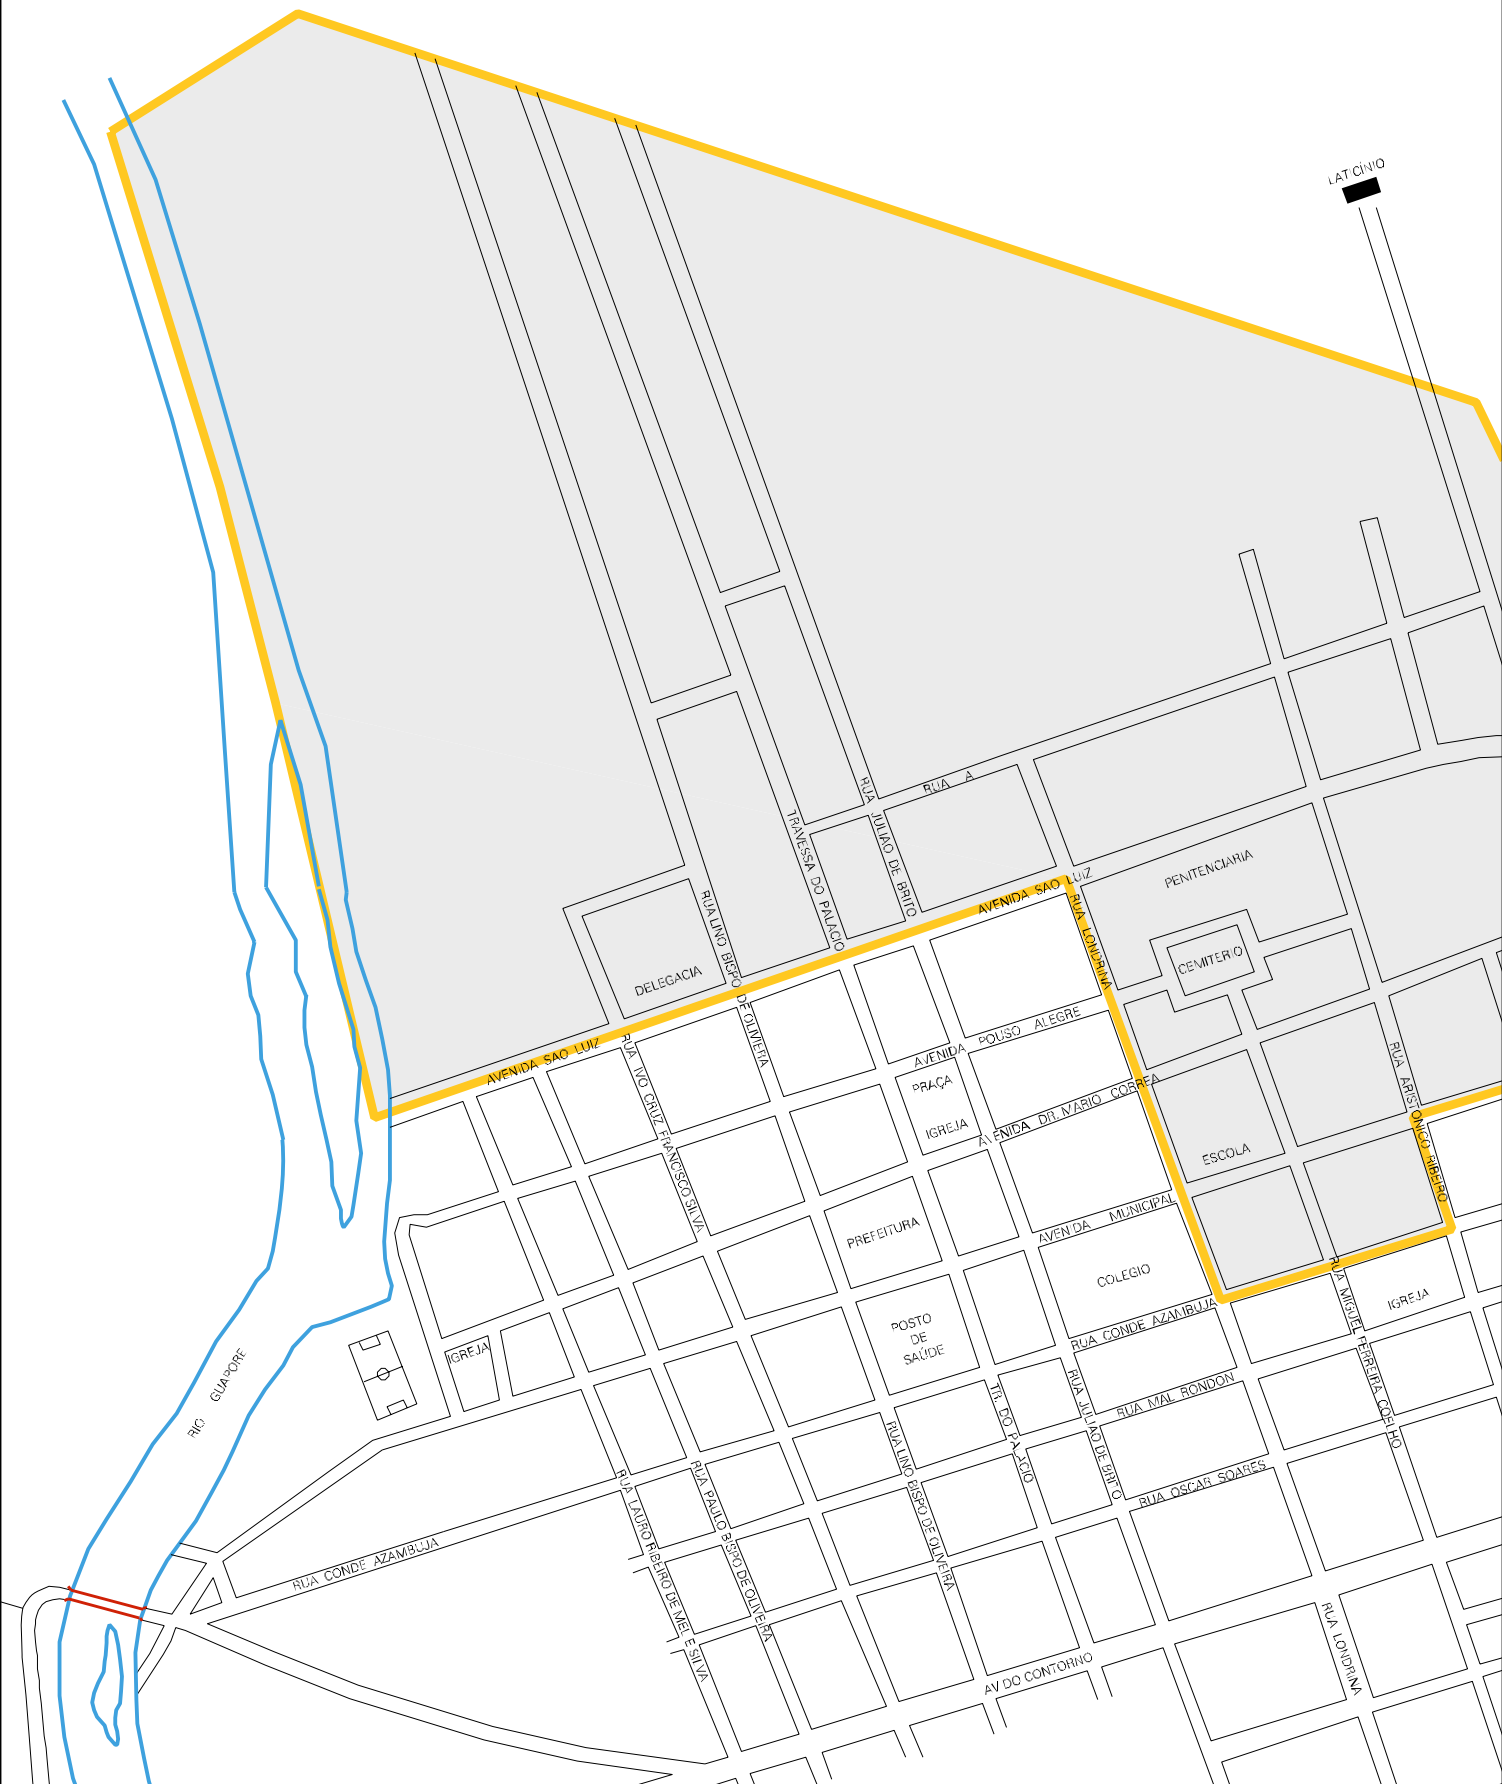 LATICÍNIO
RUA A
RUA JULIAO DE BRITO
TRAVESSA DO PALACIO
PENITENCIARIA
AVENIDA SAO LUIZ
RUA LINO BISPO DE OLIVIERA
RUA LONDRINA
CEMITERIO
DELEGACIA
AVENIDA SAO LUIZ
AVENIDA POUSO ALEGRE
RUA IVO CRUZ FRANCISCO SILVA
RUA ARISTONICO RIBEIRO
PRAÇA
IGREJA
AVENIDA DR. MARIO CORREA
ESCOLA
AVENIDA MUNICIPAL
PREFEITURA
COLEGIO
RUA CONDE AZAMBUJA
RUA MIGUEL FERREIRA COELHO
IGREJA
POSTO
DE
SAÚDE
IGREJA
RIO GUAPORE
RUA MAL RONDON
RUA JULIAO DE BRITO
TR. DO PALACIO
RUA LINO BISPO DE OLIVEIRA
RUA OSCAR SOARES
RUA PAULO BISPO DE OLIVEIRA
RUA LAURO RIBEIRO DE MEL E SILVA
RUA CONDE AZAMBUJA
RUA LONDRINA
AV DO CONTORNO